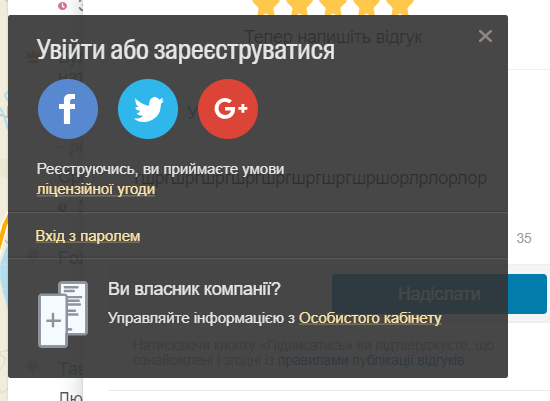 Тепер напишіть відгук
Увійти або зареєструватися
Реєструючись, ви приймаєте умови
ліцензійної угоди
Вхід з паролем
35
Ви власник компанії?
Управляйте інформацією з Особистого кабінету
Надіслати
Натискаючи кнопку «Підписатись» ви підтверджуєте, що
ознайомлені і згодні із правилами публікації відгуків